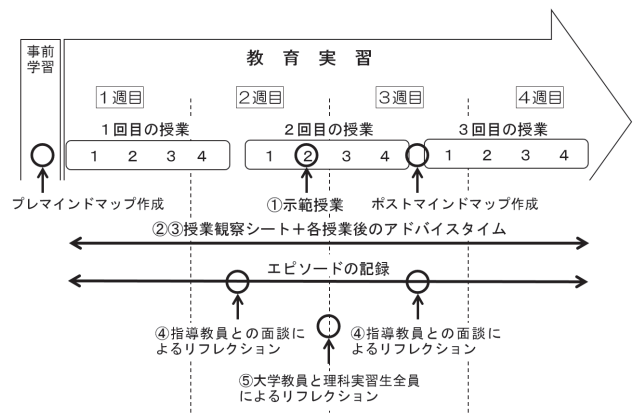 事前
学習
教育実習
1週目 2週目 3週目 4週目
1回目の授業 2回目の授業 3回目の授業
1 2 3 4 1 2 3 4 1 2 3 4
プレマインドマップ作成 ①示範授業 ポストマインドマップ作成
②③授業観察シート＋各授業後のアドバイスタイム
エピソードの記録
④指導教員との面談に
よるリフレクション
④指導教員との面談に
よるリフレクション
⑤大学教員と理科実習生全員
によるリフレクション